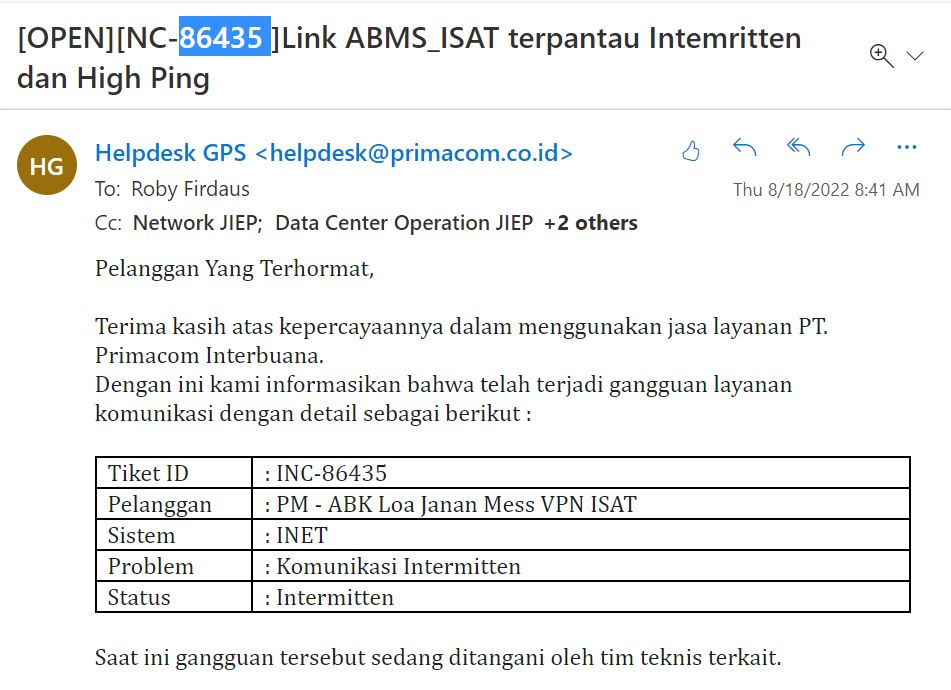 [OPEN][NC-86435 ]Link ABMS_ISAT terpantau Intemritten
dan High Ping
HG
Helpdesk GPS <helpdesk@primacom.co.id>
To: Roby Firdaus
Thu 8/18/2022 8:41 AM
Cc: Network JIEP; Data Center Operation JIEP +2 others
Pelanggan Yang Terhormat,
Terima kasih atas kepercayaannya dalam menggunakan jasa layanan PT.
Primacom Interbuana.
Dengan ini kami informasikan bahwa telah terjadi gangguan layanan
komunikasi dengan detail sebagai berikut :
Tiket ID : INC-86435
Pelanggan : PM - ABK Loa Janan Mess VPN ISAT
Sistem : INET
Problem : Komunikasi Intermitten
Status : Intermitten
Saat ini gangguan tersebut sedang ditangani oleh tim teknis terkait.